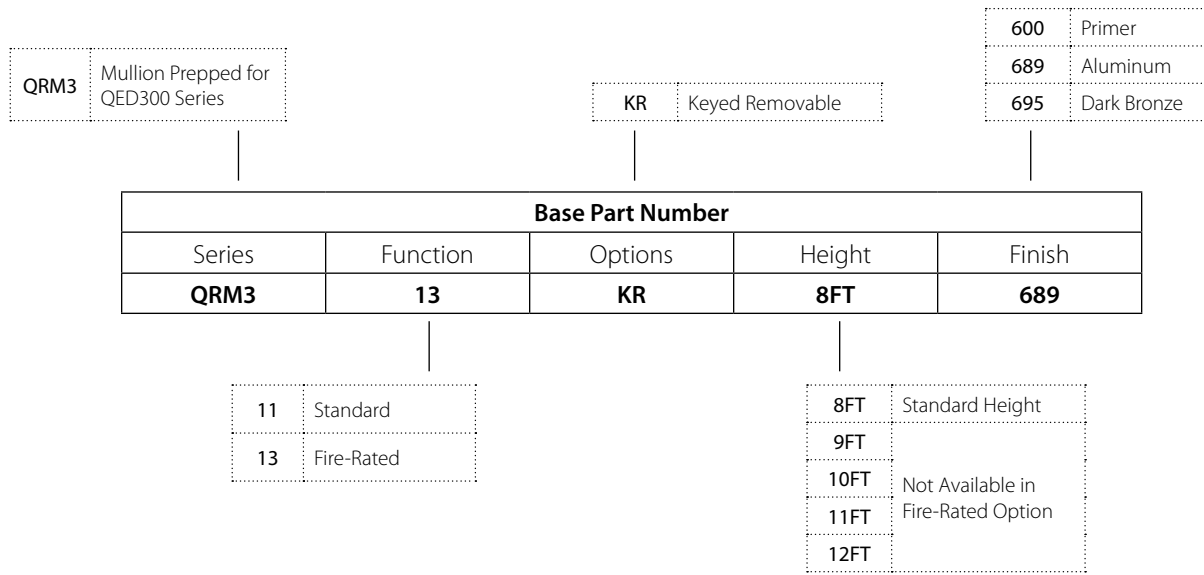 600 Primer
689 Aluminum
695 Dark Bronze
QRM3 Mullion Prepped for
QED300 Series
KR Keyed Removable
Base Part Number
Series Function Options Height Finish
QRM3 13 KR 8FT 689
11 Standard
13 Fire-Rated
8FT Standard Height
9FT
10FT
11FT
12FT
Not Available in
Fire-Rated Option